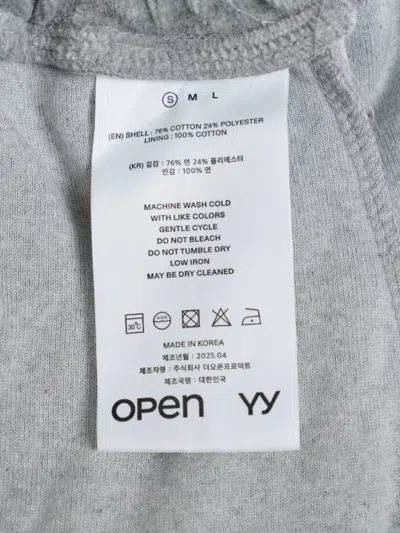 S M L
(EN) SHELL : 76% COTTON 24% POLYESTER
LINING : 100% COTTON
(KR) 겉감 : 76% 면 24% 폴리에스터
안감 : 100% 면
MACHINE WASH COLD
WITH LIKE COLORS
GENTLE CYCLE
DO NOT BLEACH
DO NOT TUMBLE DRY
LOW IRON
MAY BE DRY CLEANED
30°C
MADE IN KOREA
제조년월 : 2025.04
제조자명 : 주식회사 더오픈프로덕트
제조국명 : 대한민국
OPEN YY